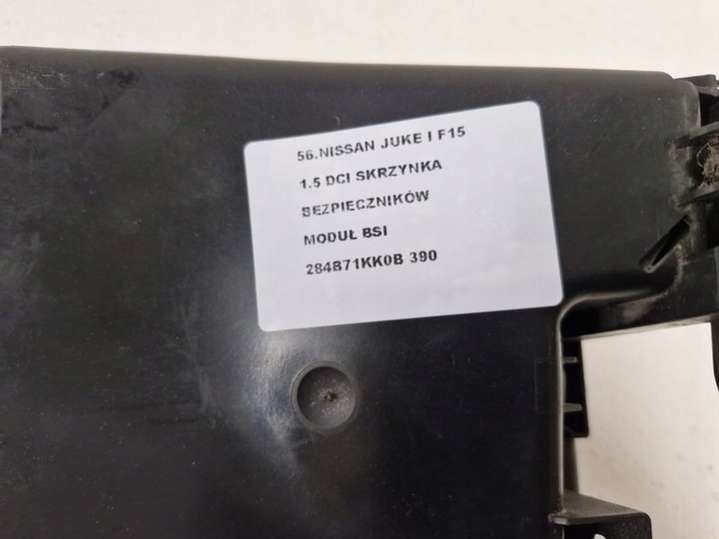 56.NISSAN JUKE I F15
1.5 DCI SKRZYNKA
BEZPIECZNIKÓW
MODUŁ BSI
284B71KK0B 390